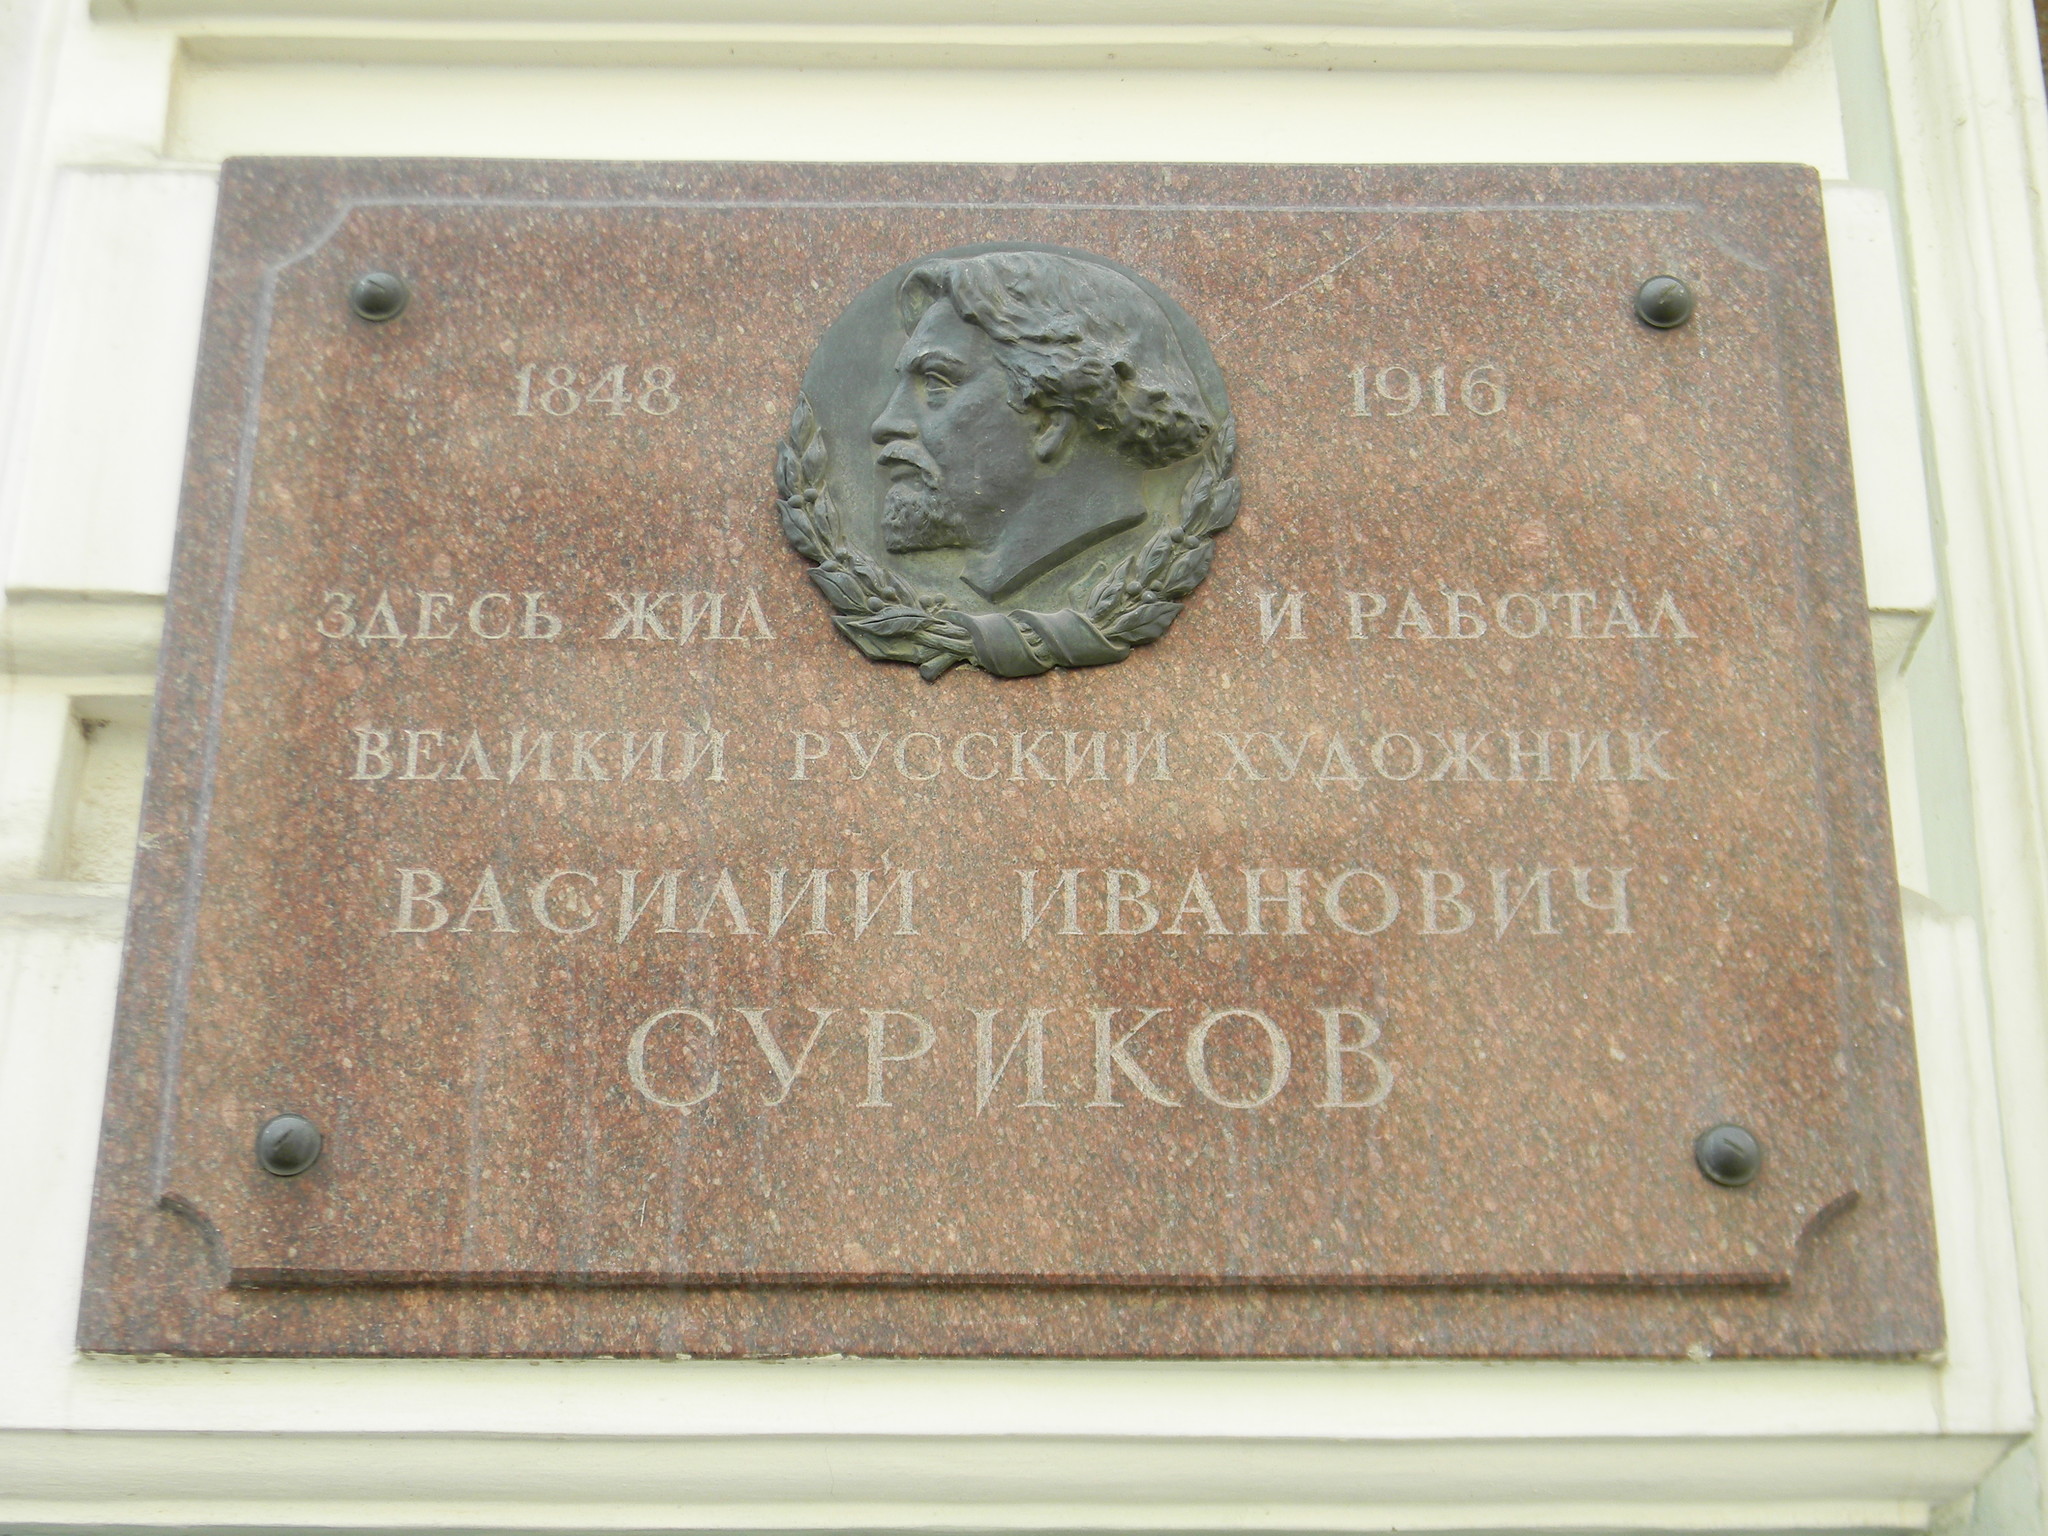 1848 1916
ЗДЕСЬ ЖИЛ И РАБОТАЛ
ВЕЛИКИЙ РУССКИЙ ХУДОЖНИК
ВАСИЛИЙ ИВАНОВИЧ
СУРИКОВ